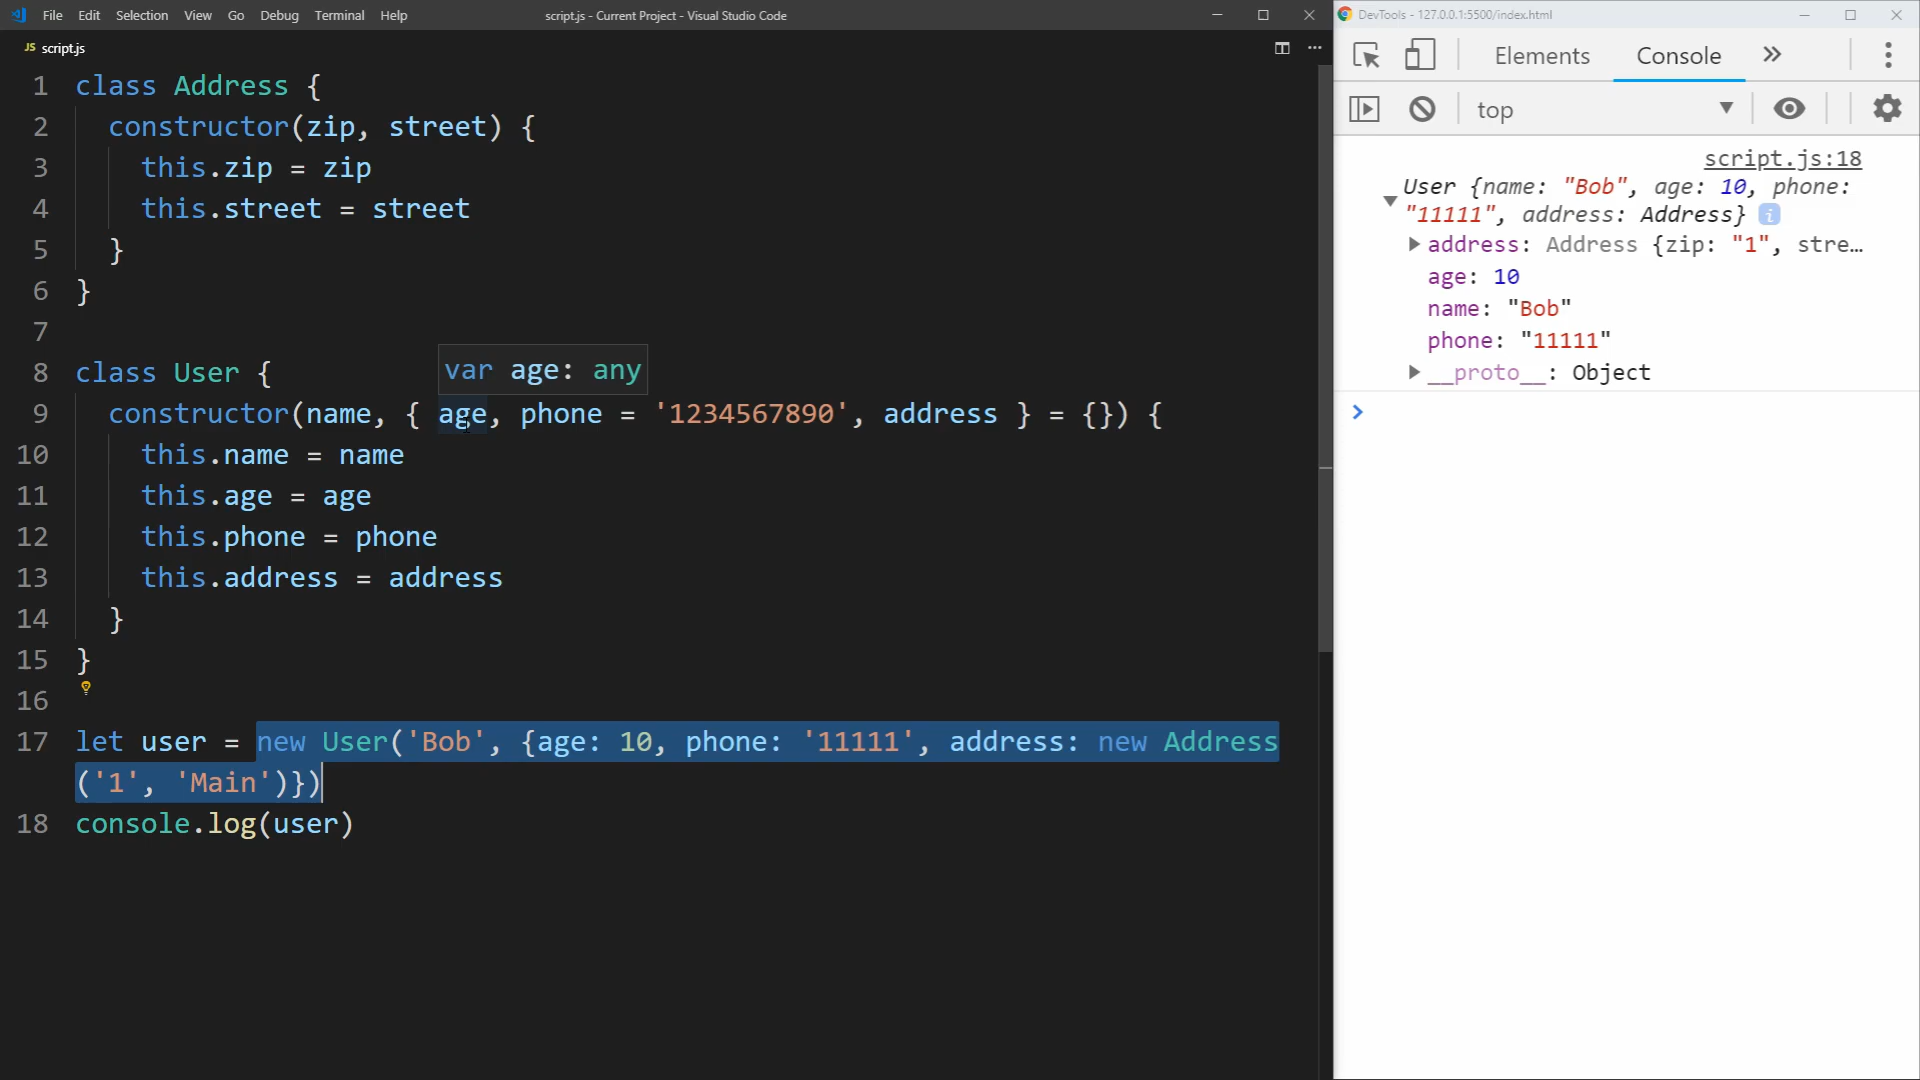 File Edit Selection View Go Debug Terminal Help
script.js - Current Project - Visual Studio Code
JS script.js
1 class Address {
2 constructor(zip, street) {
3 this.zip = zip
4 this.street = street
5 }
6 }
7
8 class User {
var age: any
9 constructor(name, { age, phone = '1234567890', address } = {}) {
10 this.name = name
11 this.age = age
12 this.phone = phone
13 this.address = address
14 }
15 }
16
17 let user = new User('Bob', {age: 10, phone: '11111', address: new Address
('1', 'Main')})
18 console.log(user)
DevTools - 127.0.0.1:5500/index.html
Elements Console »
top
script.js:18
User {name: "Bob", age: 10, phone:
"11111", address: Address} i
address: Address {zip: "1", stre…
age: 10
name: "Bob"
phone: "11111"
__proto__: Object